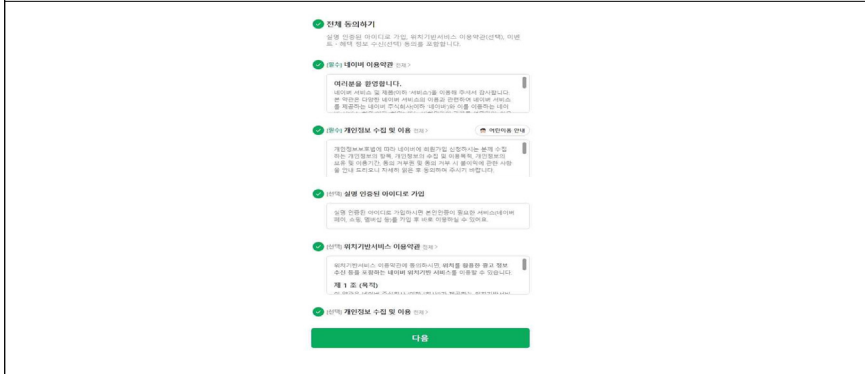 전체 동의하기
실명 인증된 아이디로 가입, 위치기반서비스 이용약관(선택), 이벤
트・혜택 정보 수신(선택) 동의를 포함합니다.
[필수] 네이버 이용약관 전체 >
여러분을 환영합니다.
네이버 서비스 및 제품(이하 '서비스')을 이용해 주셔서 감사합니다.
본 약관은 다양한 네이버 서비스의 이용과 관련하여 네이버 서비스
를 제공하는 네이버 주식회사(이하 '네이버')와 이를 이용하는 네이
[필수] 개인정보 수집 및 이용 전체 >
어린이용 안내
개인정보보호법에 따라 네이버에 회원가입 신청하시는 분께 수집
하는 개인정보의 항목, 개인정보의 수집 및 이용목적, 개인정보의
보유 및 이용기간, 동의 거부권 및 동의 거부 시 불이익에 관한 사항
을 안내 드리오니 자세히 읽은 후 동의하여 주시기 바랍니다.
[선택] 실명 인증된 아이디로 가입
실명 인증된 아이디로 가입하시면 본인인증이 필요한 서비스(네이버
페이, 쇼핑, 멤버십 등)를 가입 후 바로 이용하실 수 있어요.
[선택] 위치기반서비스 이용약관 전체 >
위치기반서비스 이용약관에 동의하시면, 위치를 활용한 광고 정보
수신 등을 포함하는 네이버 위치기반 서비스를 이용할 수 있습니다.
제 1 조 (목적)
[선택] 개인정보 수집 및 이용 전체 >
다음